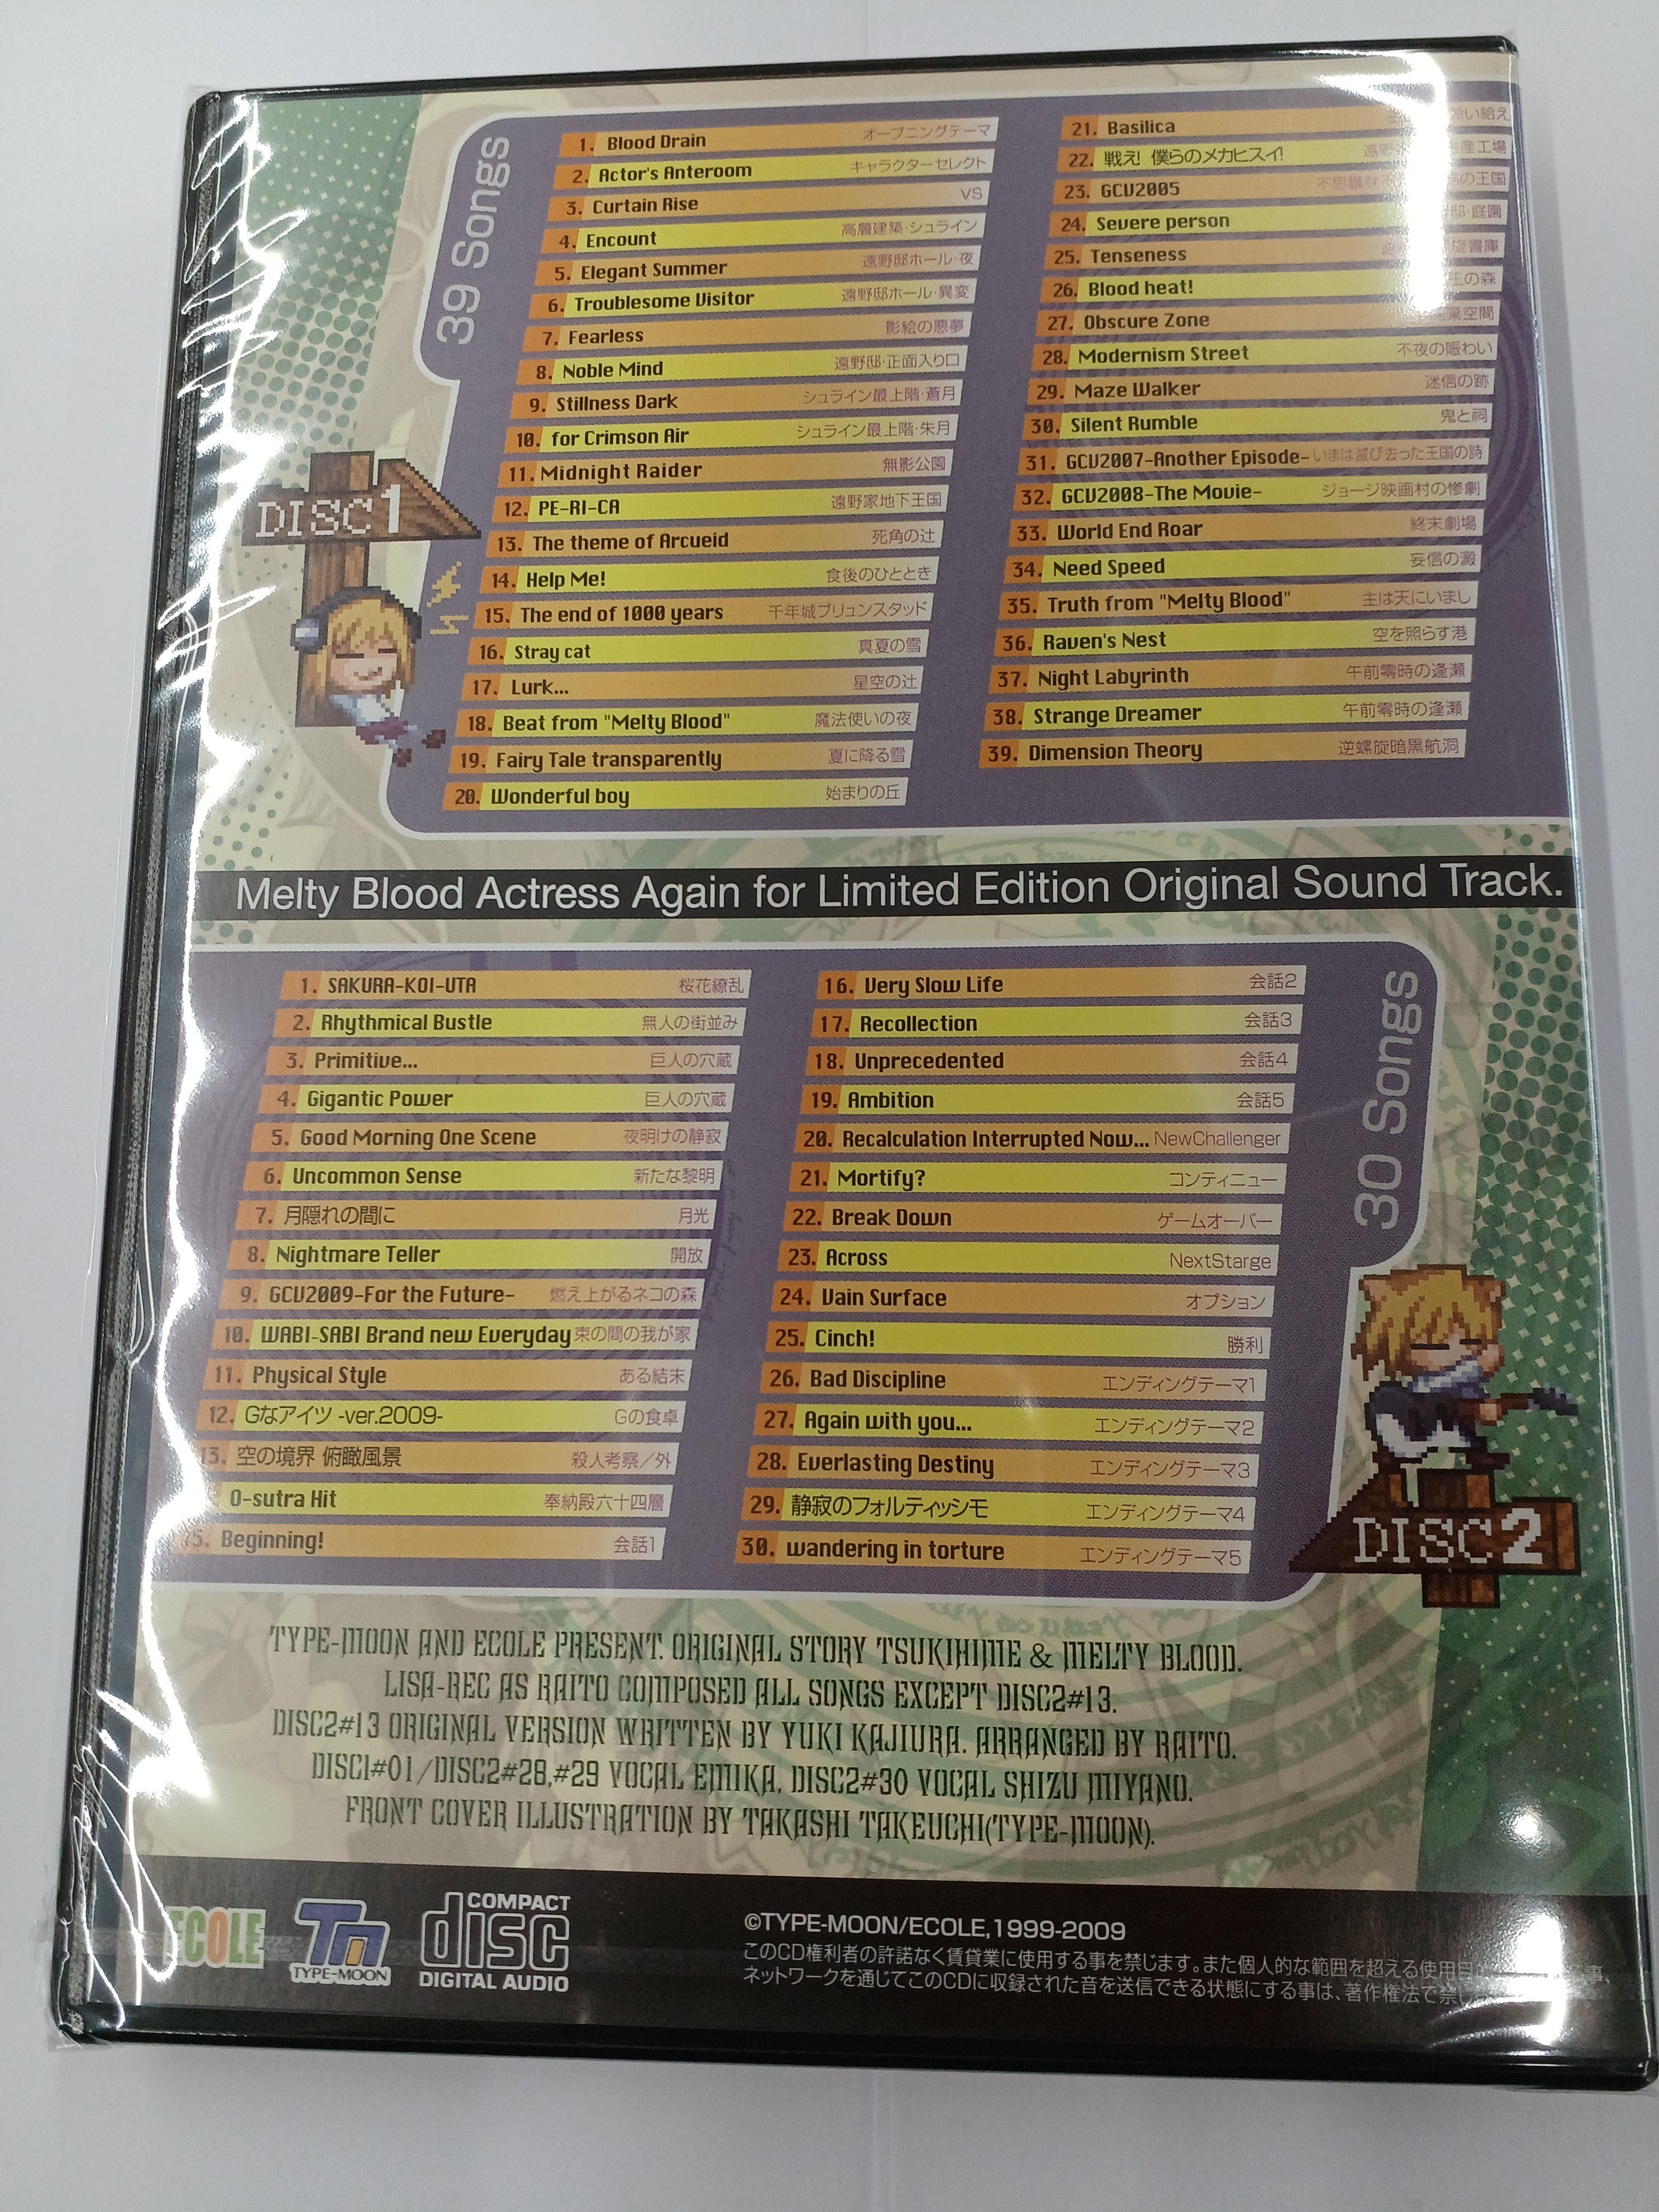 39 Songs
DISC1
1. Blood Drain オープニングテーマ
2. Actor's Anteroom キャラクターセレクト
3. Curtain Rise VS
4. Encount 高層建築·シュライン
5. Elegant Summer 遠野邸ホール·夜
6. Troublesome Visitor 遠野邸ホール·異変
7. Fearless 影絵の悪夢
8. Noble Mind 遠野邸·正面入り口
9. Stillness Dark シュライン最上階·蒼月
10. for Crimson Air シュライン最上階·朱月
11. Midnight Raider 無影公園
12. PE-RI-CA 遠野家地下王国
13. The theme of Arcueid 死角の辻
14. Help Me! 食後のひととき
15. The end of 1000 years 千年城ブリュンスタッド
16. Stray cat 真夏の雪
17. Lurk... 星空の辻
18. Beat from "Melty Blood" 魔法使いの夜
19. Fairy Tale transparently 夏に降る雪
20. Wonderful boy 始まりの丘
21. Basilica い給え
22. 戦え! 僕らのメカヒスイ! 産工場
23. GCV2005 の王国
24. Severe person 邸·庭園
25. Tenseness 書庫
26. Blood heat! の森
27. Obscure Zone 空間
28. Modernism Street 不夜の賑わい
29. Maze Walker 迷信の跡
30. Silent Rumble 鬼と祠
31. GCV2007-Another Episode- いまは滅び去った王国の詩
32. GCV2008-The Movie- ジョージ映画村の惨劇
33. World End Roar 終末劇場
34. Need Speed 妄信の澱
35. Truth from "Melty Blood" 主は天にいまし
36. Raven's Nest 空を照らす港
37. Night Labyrinth 午前零時の逢瀬
38. Strange Dreamer 午前零時の逢瀬
39. Dimension Theory 逆螺旋暗黒航洞
Melty Blood Actress Again for Limited Edition Original Sound Track.
1. SAKURA-KOI-UTA 桜花繚乱
2. Rhythmical Bustle 無人の街並み
3. Primitive... 巨人の穴蔵
4. Gigantic Power 巨人の穴蔵
5. Good Morning One Scene 夜明けの静寂
6. Uncommon Sense 新たな黎明
7. 月隠れの間に 月光
8. Nightmare Teller 開放
9. GCV2009-For the Future- 燃え上がるネコの森
10. WABI-SABI Brand new Everyday 束の間の我が家
11. Physical Style ある結末
12. Gなアイツ -ver.2009- Gの食卓
13. 空の境界 俯瞰風景 殺人考察／外
O-sutra Hit 奉納殿六十四層
15. Beginning! 会話1
16. Very Slow Life 会話2
17. Recollection 会話3
18. Unprecedented 会話4
19. Ambition 会話5
20. Recalculation Interrupted Now... NewChallenger
21. Mortify? コンティニュー
22. Break Down ゲームオーバー
23. Across NextStarge
24. Vain Surface オプション
25. Cinch! 勝利
26. Bad Discipline エンディングテーマ1
27. Again with you... エンディングテーマ2
28. Everlasting Destiny エンディングテーマ3
29. 静寂のフォルティッシモ エンディングテーマ4
30. wandering in torture エンディングテーマ5
30 Songs
DISC2
TYPE-MOON AND ECOLE PRESENT. ORIGINAL STORY TSUKIHIME & MELTY BLOOD.
LISA-REC AS RAITO COMPOSED ALL SONGS EXCEPT DISC2#13.
DISC2#13 ORIGINAL VERSION WRITTEN BY YUKI KAJIURA. ARRANGED BY RAITO.
DISC1#01/DISC2#28,#29 VOCAL EMIKA, DISC2#30 VOCAL SHIZU MIYANO.
FRONT COVER ILLUSTRATION BY TAKASHI TAKEUCHI(TYPE-MOON).
ECOLE
TM TYPE-MOON
COMPACT disc DIGITAL AUDIO
©TYPE-MOON/ECOLE,1999-2009
このCD権利者の許諾なく賃貸業に使用する事を禁じます。また個人的な範囲を超える使用目 事、
ネットワークを通じてこのCDに収録された音を送信できる状態にする事は、著作権法で禁じ